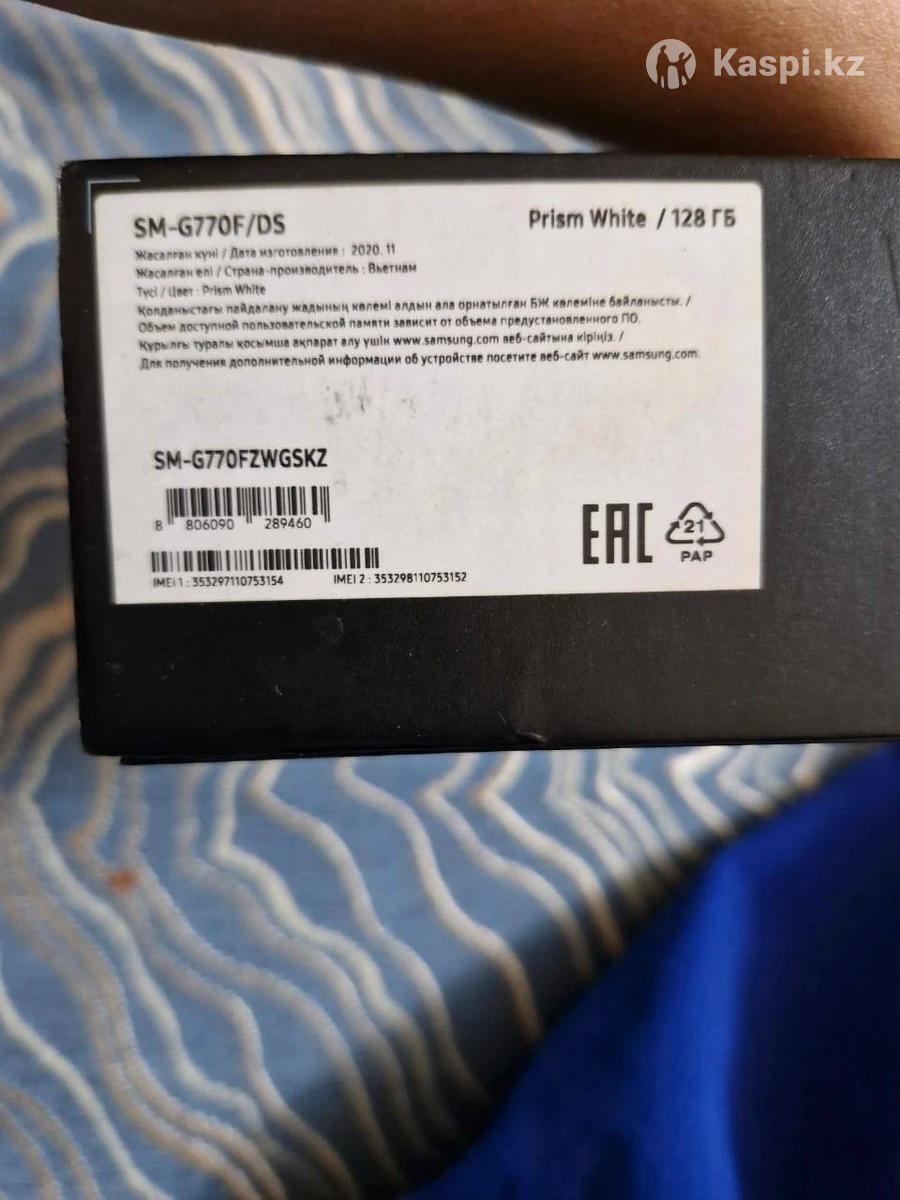 Kaspi.kz
SM-G770F/DS
Prism White / 128 ГБ
Жасалған күні / Дата изготовления : 2020. 11
Жасалған елі / Страна-производитель : Вьетнам
Түсі / Цвет : Prism White
Қолданыстағы пайдалану жадының көлемі алдын ала орнатылған БЖ көлеміне байланысты. /
Объем доступной пользовательской памяти зависит от объема предустановленного ПО.
Құрылғы туралы қосымша ақпарат алу үшін www.samsung.com веб-сайтына кіріңіз. /
Для получения дополнительной информации об устройстве посетите веб-сайт www.samsung.com.
SM-G770FZWGSKZ
8 806090 289460
IMEI 1 : 353297110753154 IMEI 2 : 353298110753152
EAC
21
PAP